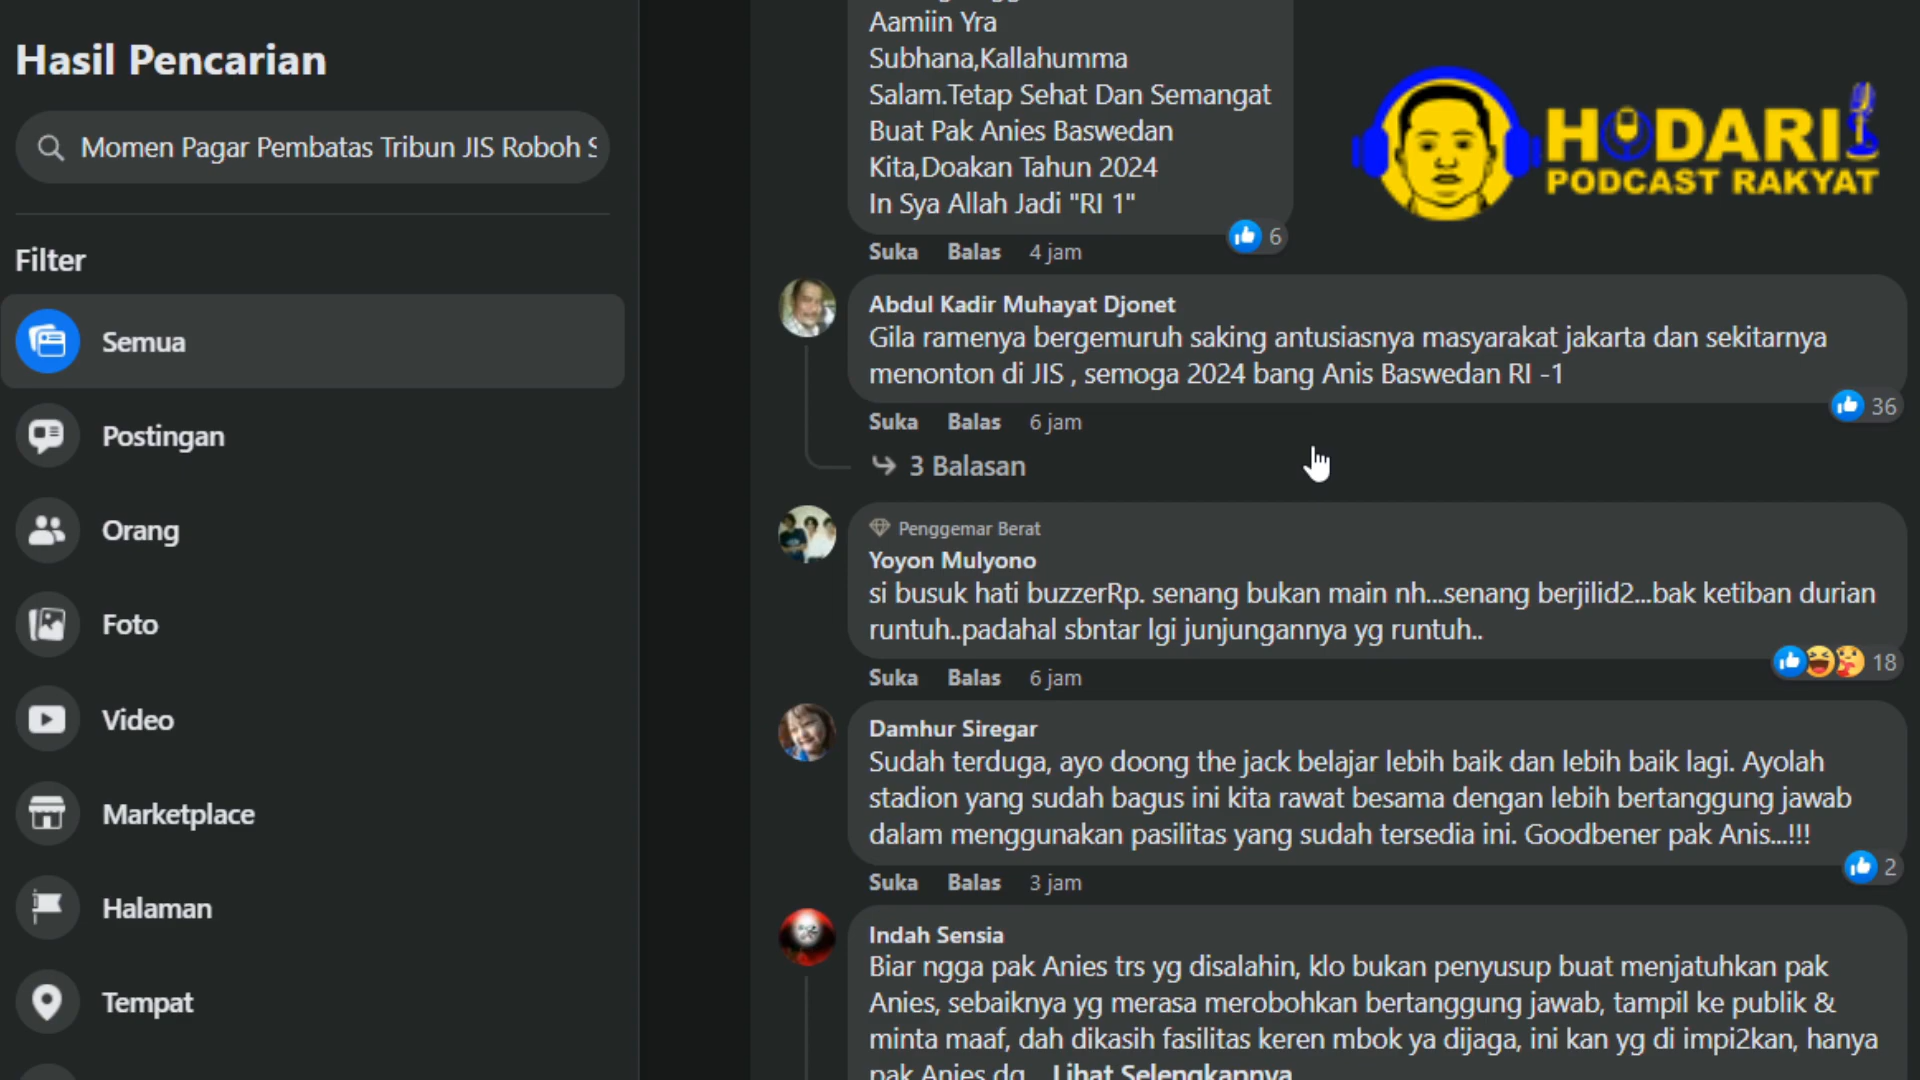 Hasil Pencarian
Momen Pagar Pembatas Tribun JIS Roboh S
Filter
Semua
Postingan
Orang
Foto
Video
Marketplace
Halaman
Tempat
Aamiin Yra
Subhana,Kallahumma
Salam.Tetap Sehat Dan Semangat
Buat Pak Anies Baswedan
Kita,Doakan Tahun 2024
In Sya Allah Jadi "RI 1"
6
Suka Balas 4 jam
HODARI
PODCAST RAKYAT
Abdul Kadir Muhayat Djonet
Gila ramenya bergemuruh saking antusiasnya masyarakat jakarta dan sekitarnya
menonton di JIS , semoga 2024 bang Anis Baswedan RI -1
36
Suka Balas 6 jam
3 Balasan
Penggemar Berat
Yoyon Mulyono
si busuk hati buzzerRp. senang bukan main nh...senang berjilid2...bak ketiban durian
runtuh..padahal sbntar lgi junjungannya yg runtuh..
18
Suka Balas 6 jam
Damhur Siregar
Sudah terduga, ayo doong the jack belajar lebih baik dan lebih baik lagi. Ayolah
stadion yang sudah bagus ini kita rawat besama dengan lebih bertanggung jawab
dalam menggunakan pasilitas yang sudah tersedia ini. Goodbener pak Anis...!!!
2
Suka Balas 3 jam
Indah Sensia
Biar ngga pak Anies trs yg disalahin, klo bukan penyusup buat menjatuhkan pak
Anies, sebaiknya yg merasa merobohkan bertanggung jawab, tampil ke publik &
minta maaf, dah dikasih fasilitas keren mbok ya dijaga, ini kan yg di impi2kan, hanya
pak Anies dg... Lihat Selengkapnya